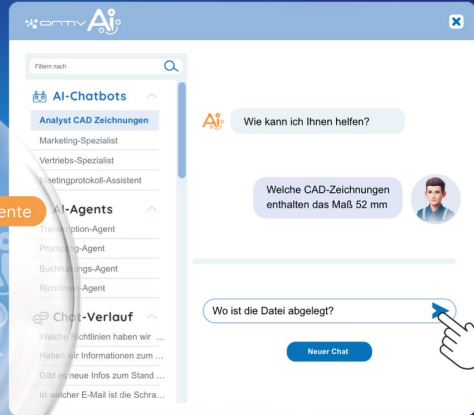 ontiv Ai
Filtern nach
AI-Chatbots
Analyst CAD Zeichnungen
Marketing-Spezialist
Vertriebs-Spezialist
Meetingprotokoll-Assistent
ente
AI-Agents
Transcription-Agent
Prompting-Agent
Buchhaltungs-Agent
Richtlinien-Agent
Chat-Verlauf
Welche Richtlinien haben wir ...
Haben wir Informationen zum ...
Gibt es neue Infos zum Stand ...
In welcher E-Mail ist die Schra...
Ai
Wie kann ich Ihnen helfen?
Welche CAD-Zeichnungen
enthalten das Maß 52 mm
Wo ist die Datei abgelegt?
Neuer Chat